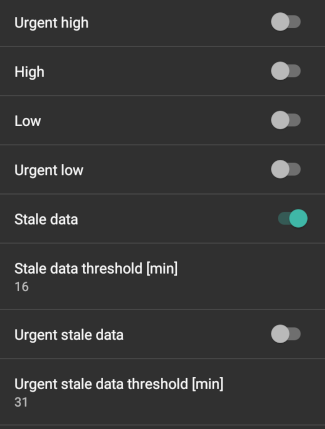 Urgent high
High
Low
Urgent low
Stale data
Stale data threshold [min]
16
Urgent stale data
Urgent stale data threshold [min]
31